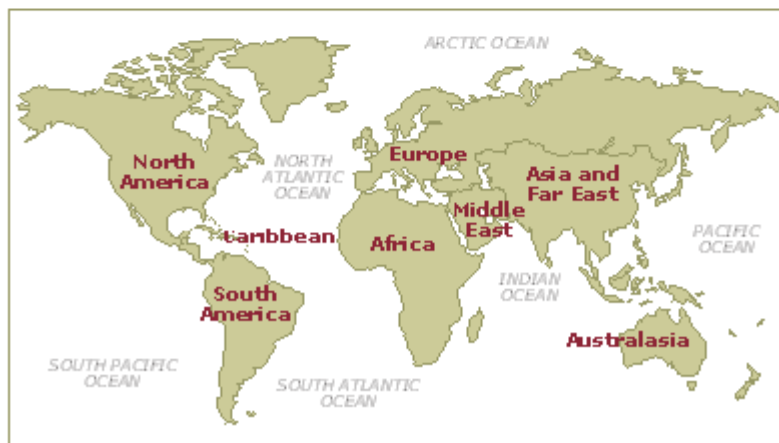 ARCTIC OCEAN
North
America
NORTH
ATLANTIC
OCEAN
Europe
Asia and
Far East
Middle
East
Caribbean
Africa
PACIFIC
OCEAN
INDIAN
OCEAN
South
America
Australasia
SOUTH PACIFIC
OCEAN
SOUTH ATLANTIC
OCEAN